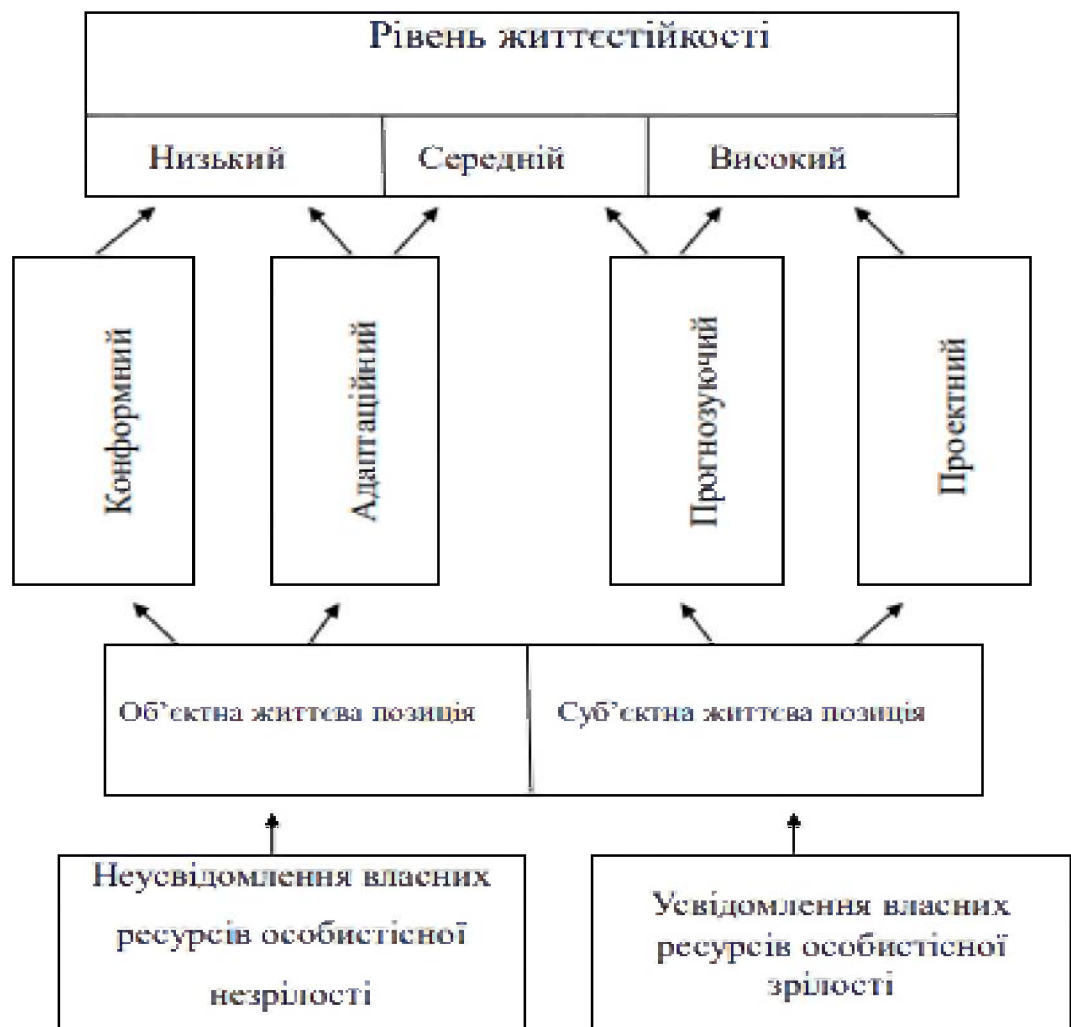 Рівень життєстійкості
Низький
Середній
Високий
Конформний
Адаптаційний
Прогнозуючий
Проектний
Об’єктна життєва позиція
Суб’єктна життєва позиція
Неусвідомлення власних
ресурсів особистісної
незрілості
Усвідомлення власних
ресурсів особистісної
зрілості